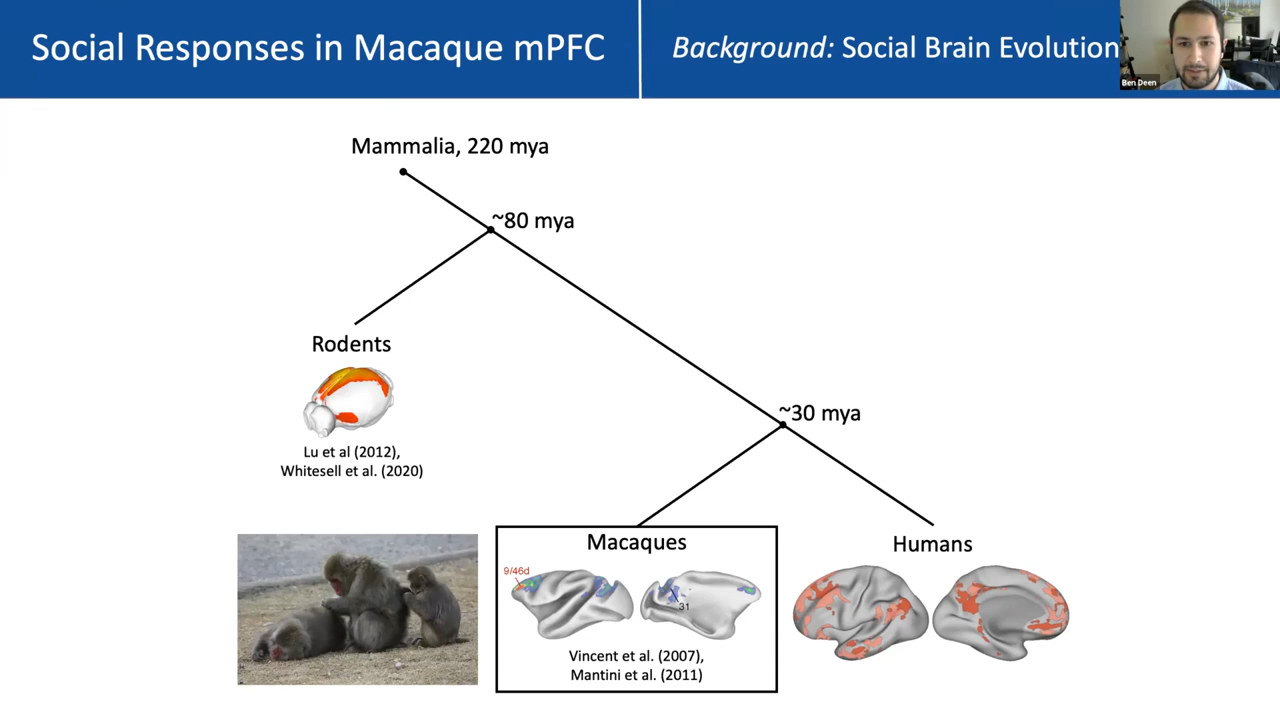 Social Responses in Macaque mPFC
Background: Social Brain Evolution
Ben Deen
Mammalia, 220 mya
~80 mya
Rodents
Lu et al (2012),
Whitesell et al. (2020)
~30 mya
Macaques
9/46d
31
Vincent et al. (2007),
Mantini et al. (2011)
Humans